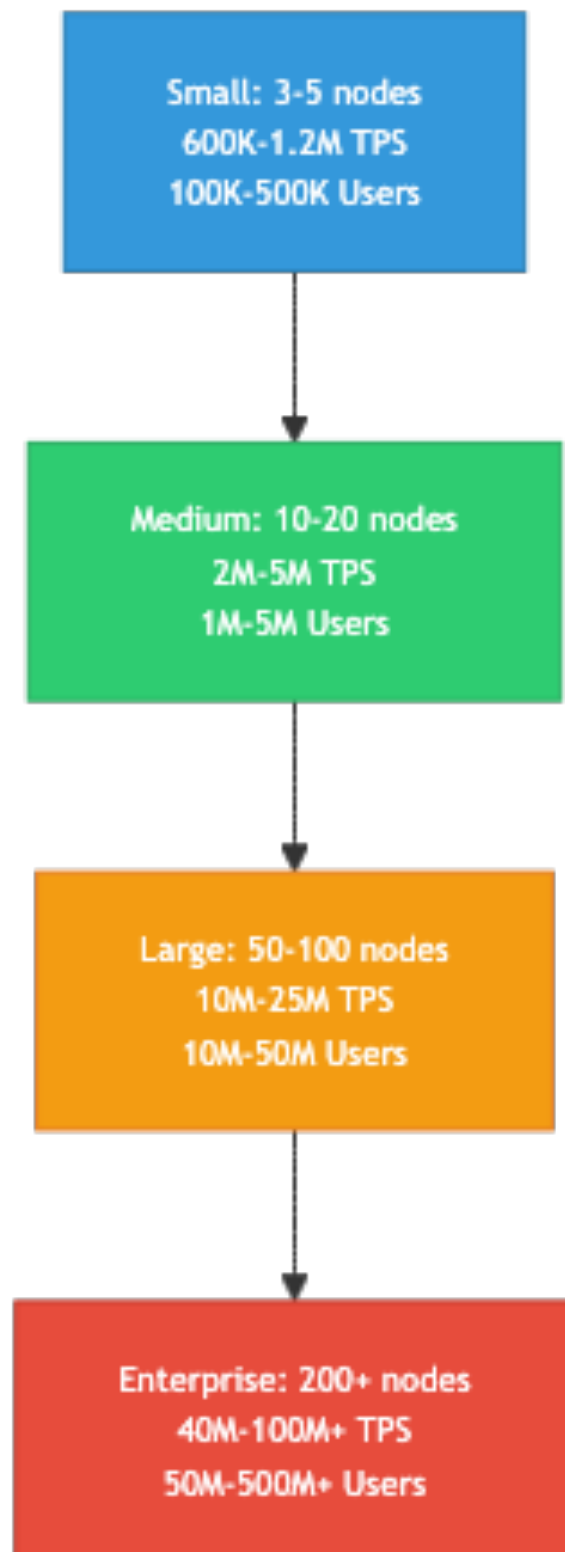 Small: 3-5 nodes
600K-1.2M TPS
100K-500K Users
Medium: 10-20 nodes
2M-5M TPS
1M-5M Users
Large: 50-100 nodes
10M-25M TPS
10M-50M Users
Enterprise: 200+ nodes
40M-100M+ TPS
50M-500M+ Users